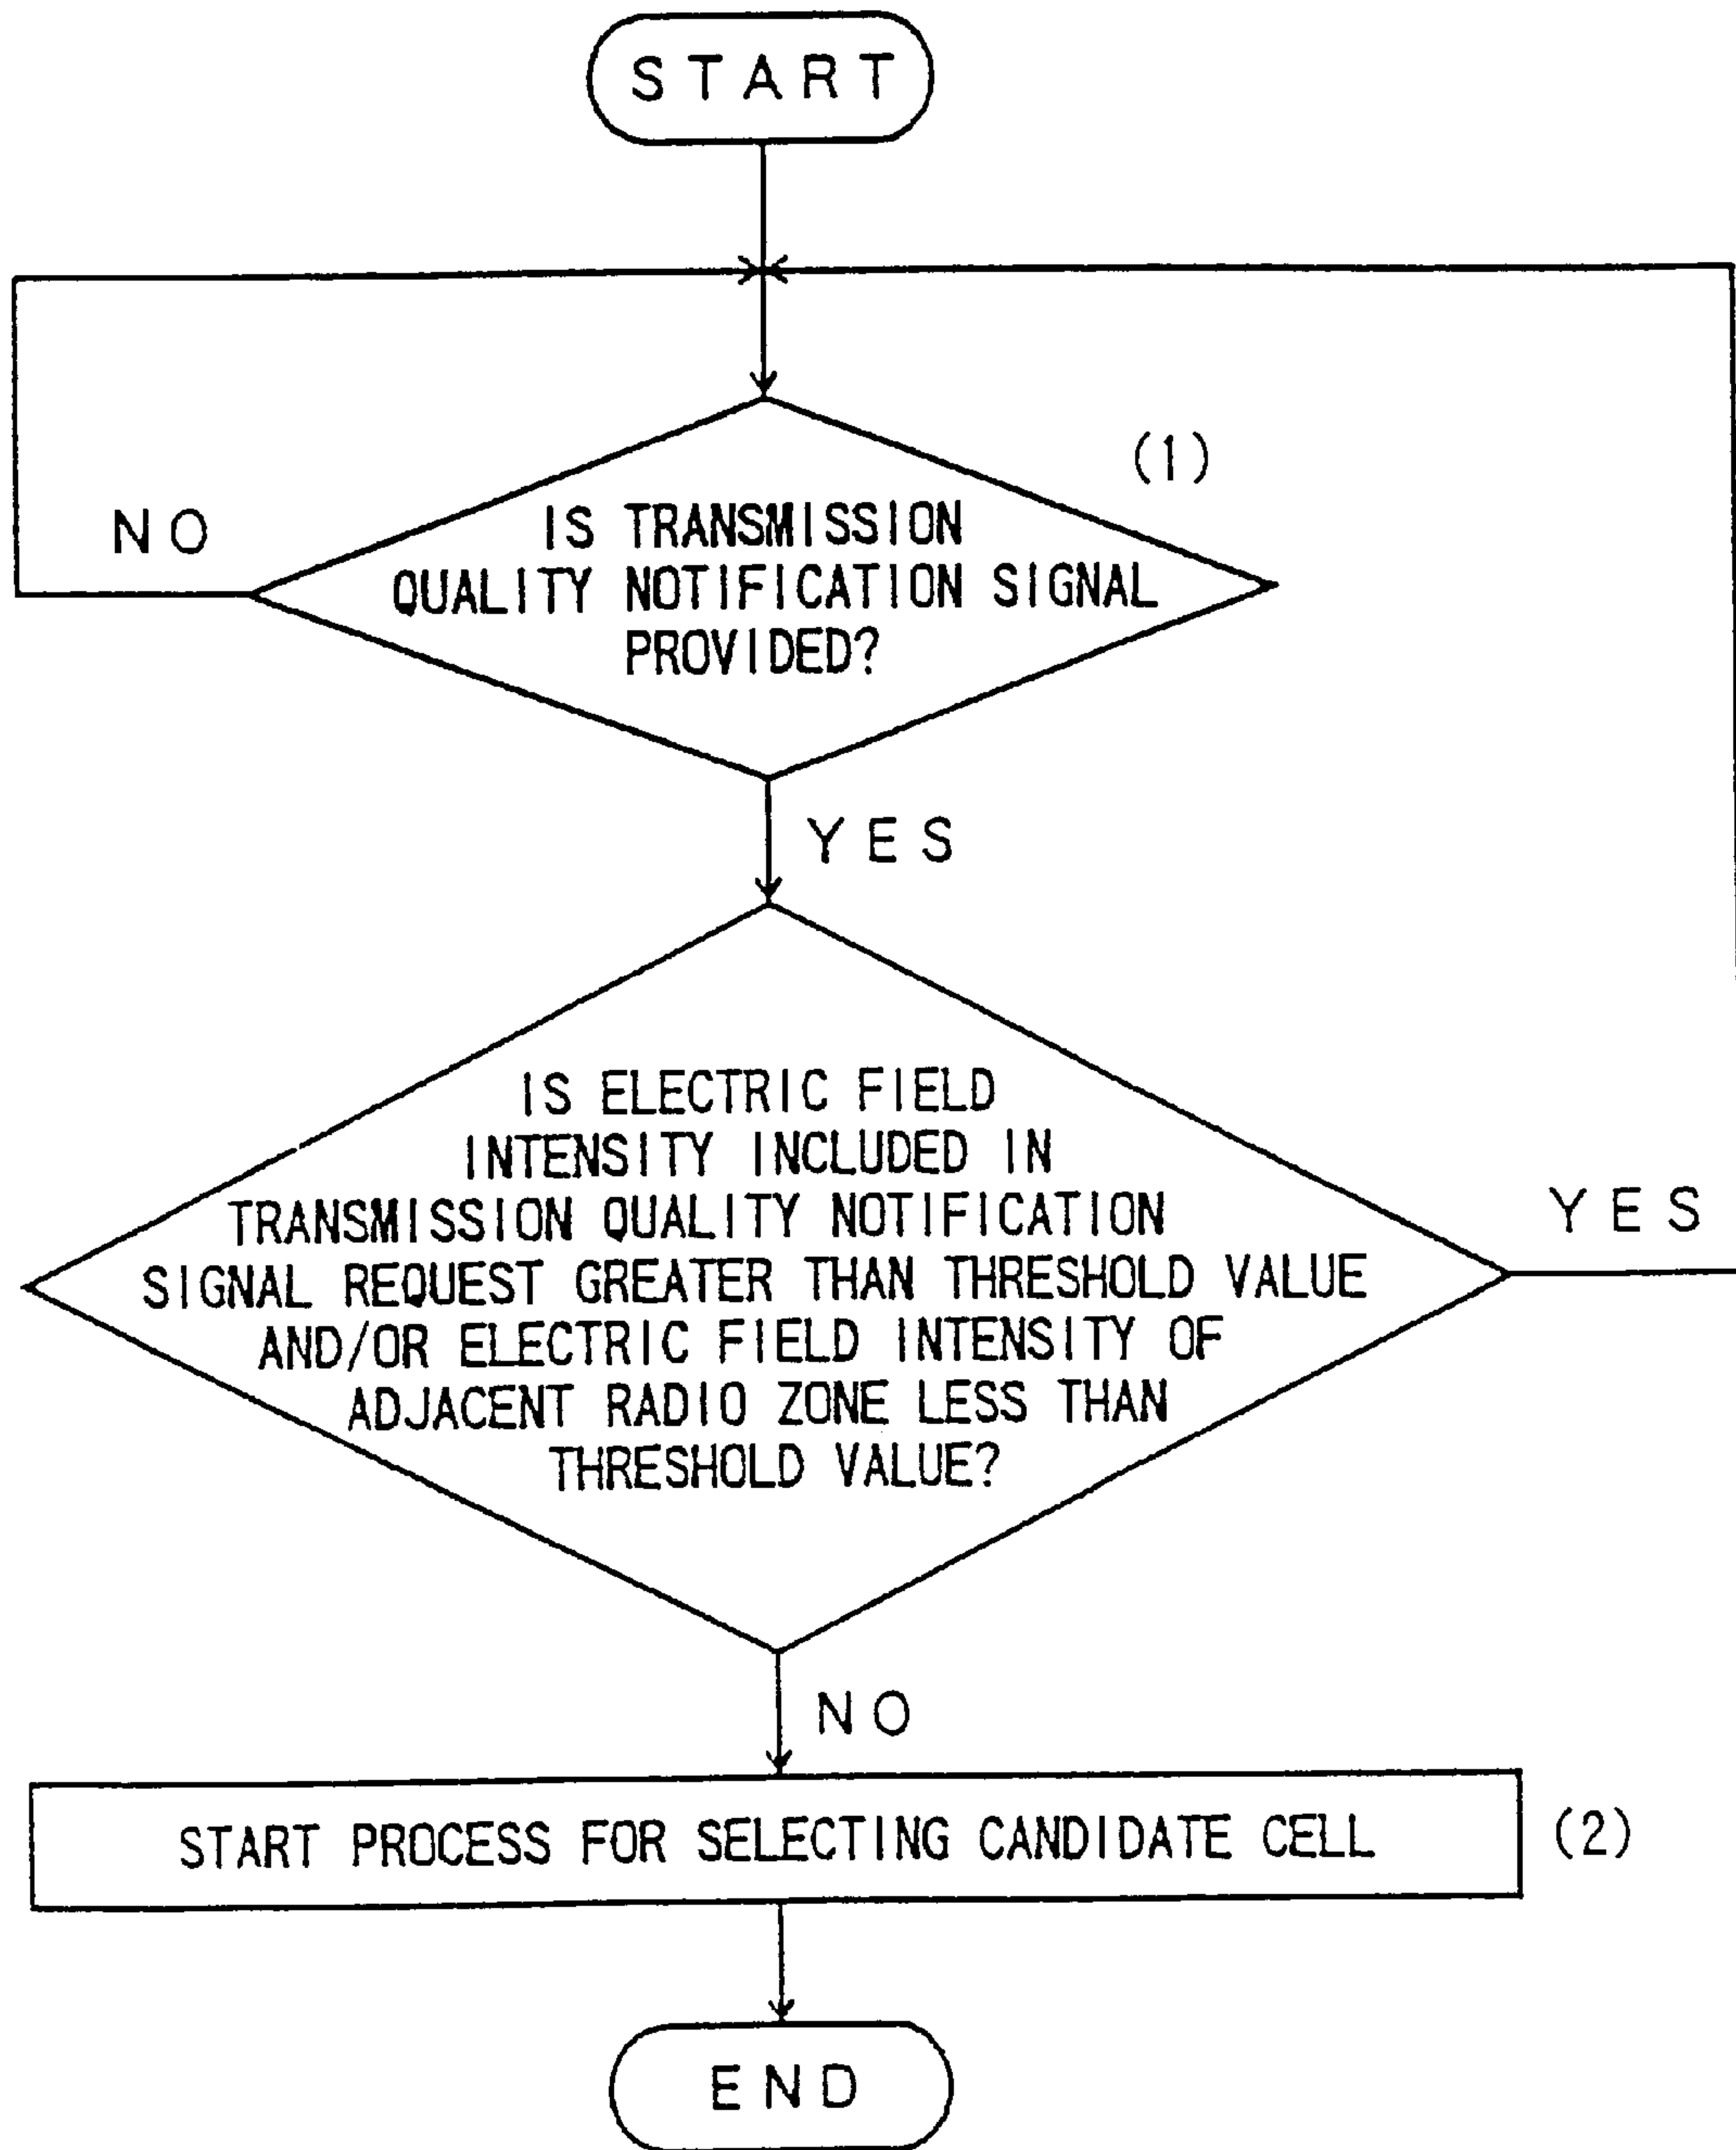 START
(1)
NO
IS TRANSMISSION
QUALITY NOTIFICATION SIGNAL
PROVIDED?
YES
IS ELECTRIC FIELD
INTENSITY INCLUDED IN
TRANSMISSION QUALITY NOTIFICATION
SIGNAL REQUEST GREATER THAN THRESHOLD VALUE
AND/OR ELECTRIC FIELD INTENSITY OF
ADJACENT RADIO ZONE LESS THAN
THRESHOLD VALUE?
YES
NO
START PROCESS FOR SELECTING CANDIDATE CELL
(2)
END